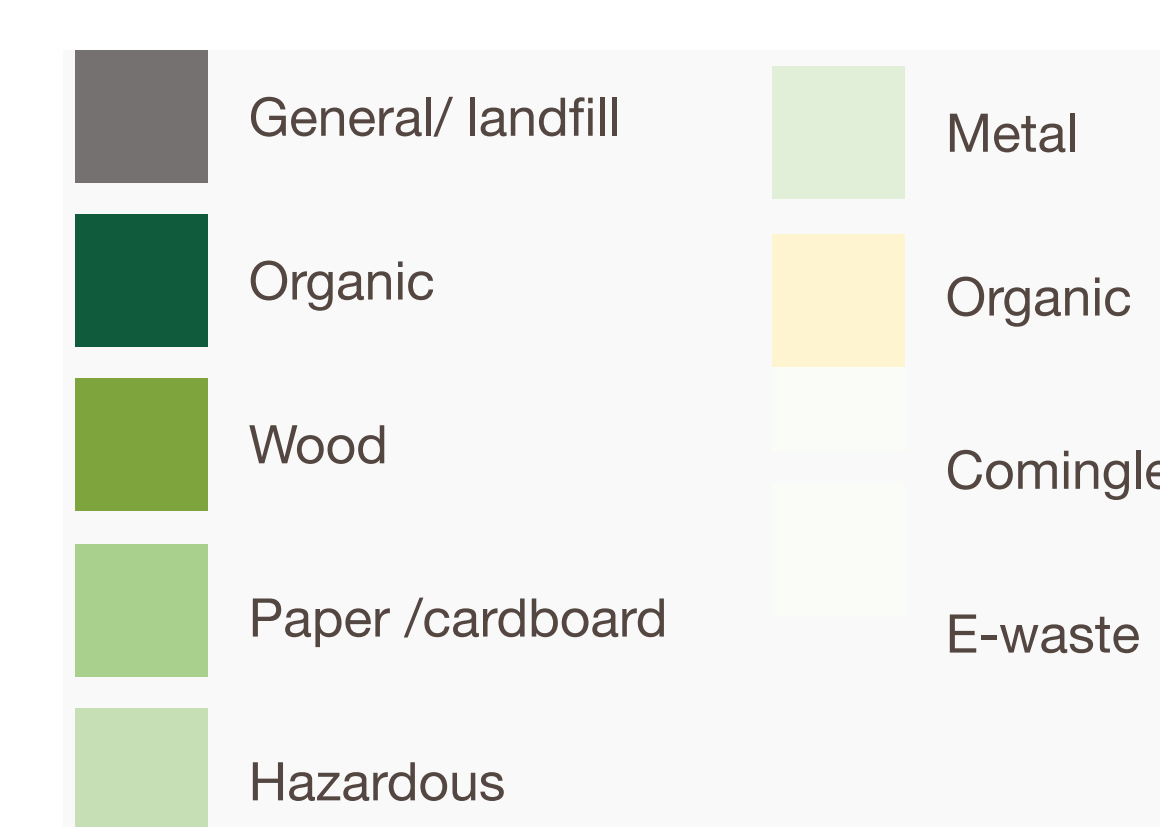 General/ landfill
Organic
Wood
Paper /cardboard
Hazardous
Metal
Organic
E-waste